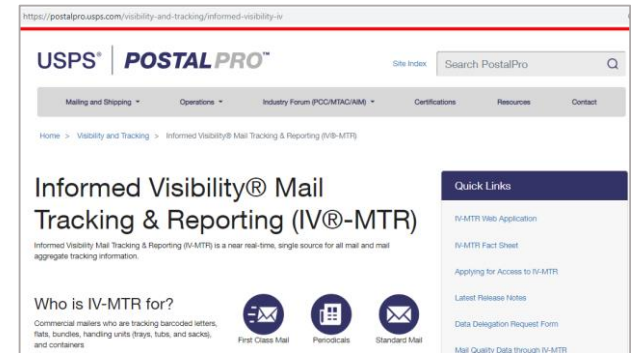 https://postalpro.usps.com/visibility-and-tracking/informed-visibility-iv
USPS® | POSTALPRO™
Site Index
Search PostalPro
Mailing and Shipping
Operations
Industry Forum (PCC/MTAC/AIM)
Certifications
Resources
Contact
Home > Visibility and Tracking > Informed Visibility® Mail Tracking & Reporting (IV®-MTR)
Informed Visibility® Mail
Tracking & Reporting (IV®-MTR)
Informed Visibility Mail Tracking & Reporting (IV-MTR) is a near real-time, single source for all mail and mail
aggregate tracking information.
Who is IV-MTR for?
Commercial mailers who are tracking barcoded letters,
flats, bundles, handling units (trays, tubs, and sacks),
and containers
First Class Mail
Periodicals
Standard Mail
Quick Links
IV-MTR Web Application
IV-MTR Fact Sheet
Applying for Access to IV-MTR
Latest Release Notes
Data Delegation Request Form
Mail Quality Data through IV-MTR